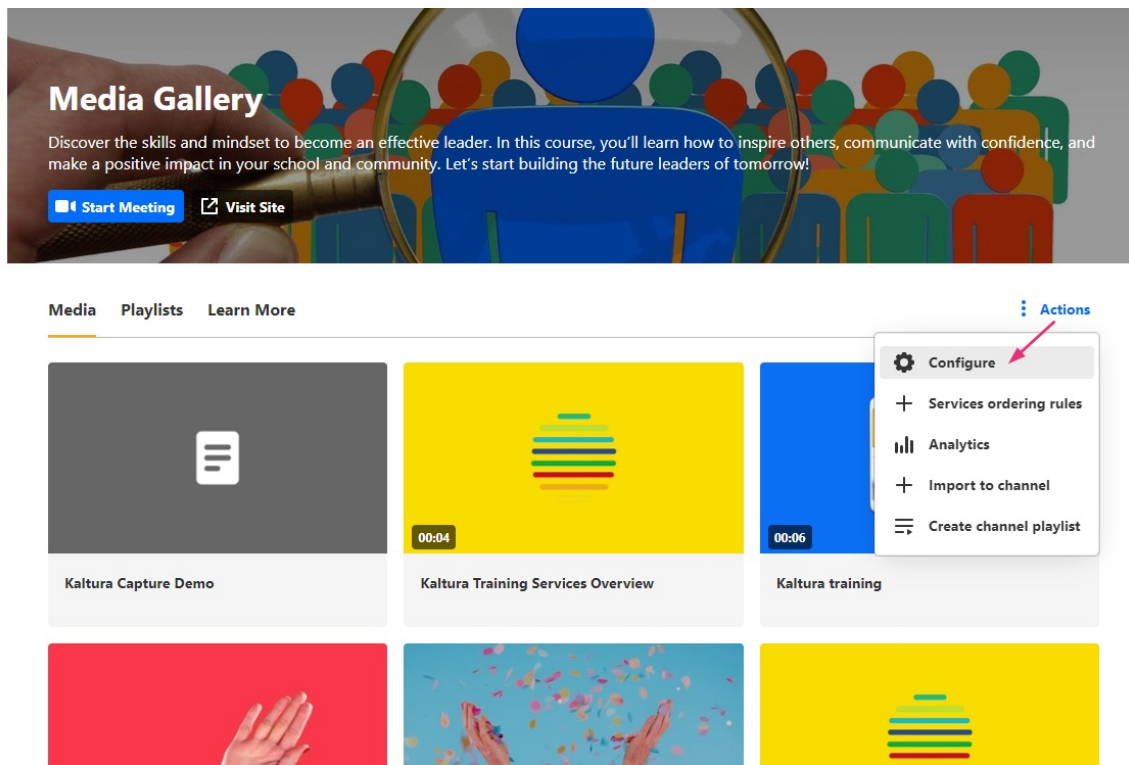 Media Gallery
Discover the skills and mindset to become an effective leader. In this course, you'll learn how to inspire others, communicate with confidence, and
make a positive impact in your school and community. Let's start building the future leaders of tomorrow!
Start Meeting Visit Site
Media Playlists Learn More Actions
Configure
Services ordering rules
Analytics
Import to channel
Create channel playlist
00:04
00:06
Kaltura Capture Demo
Kaltura Training Services Overview
Kaltura training